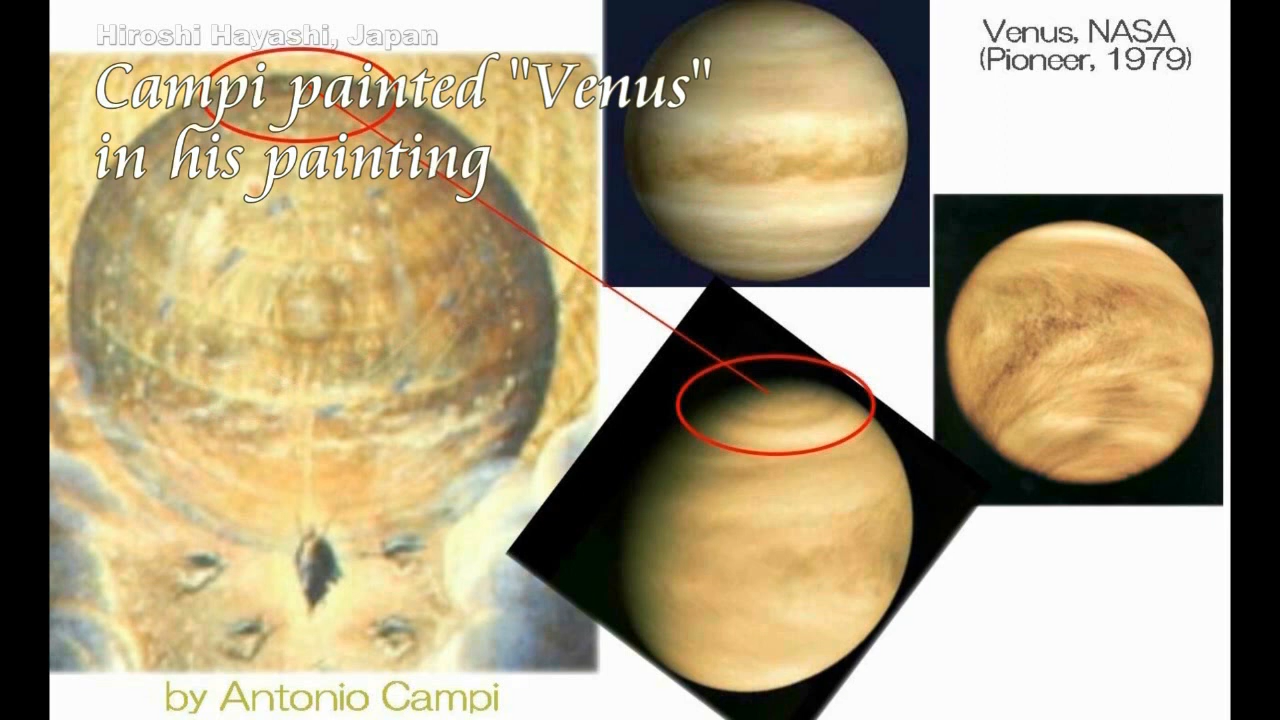 Hiroshi Hayashi, Japan
Campi painted "Venus"
in his painting
Venus, NASA
(Pioneer, 1979)
by Antonio Campi